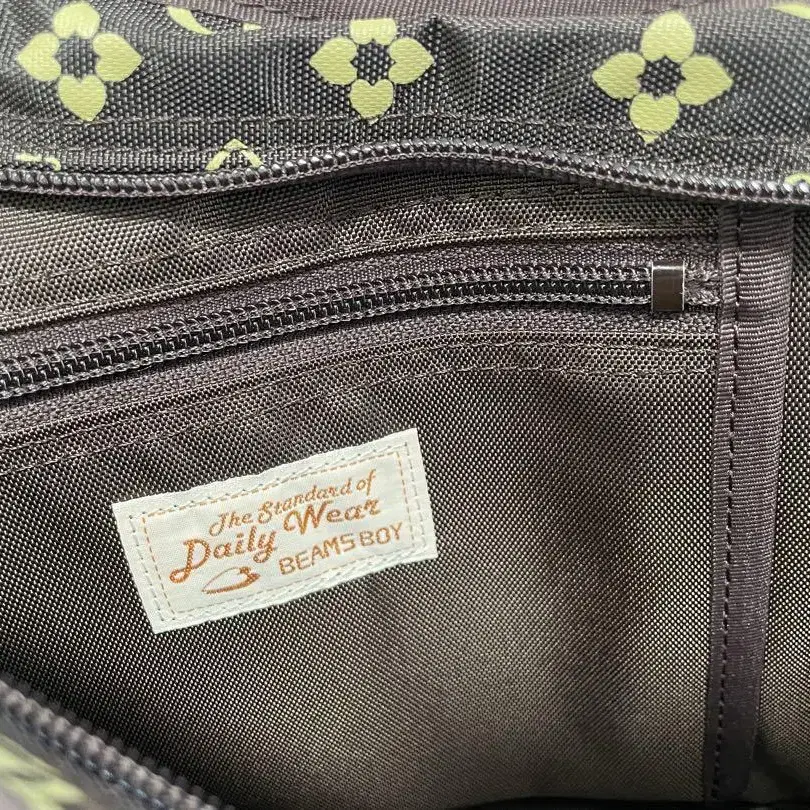 The Standard of
Daily Wear
BEAMS BOY